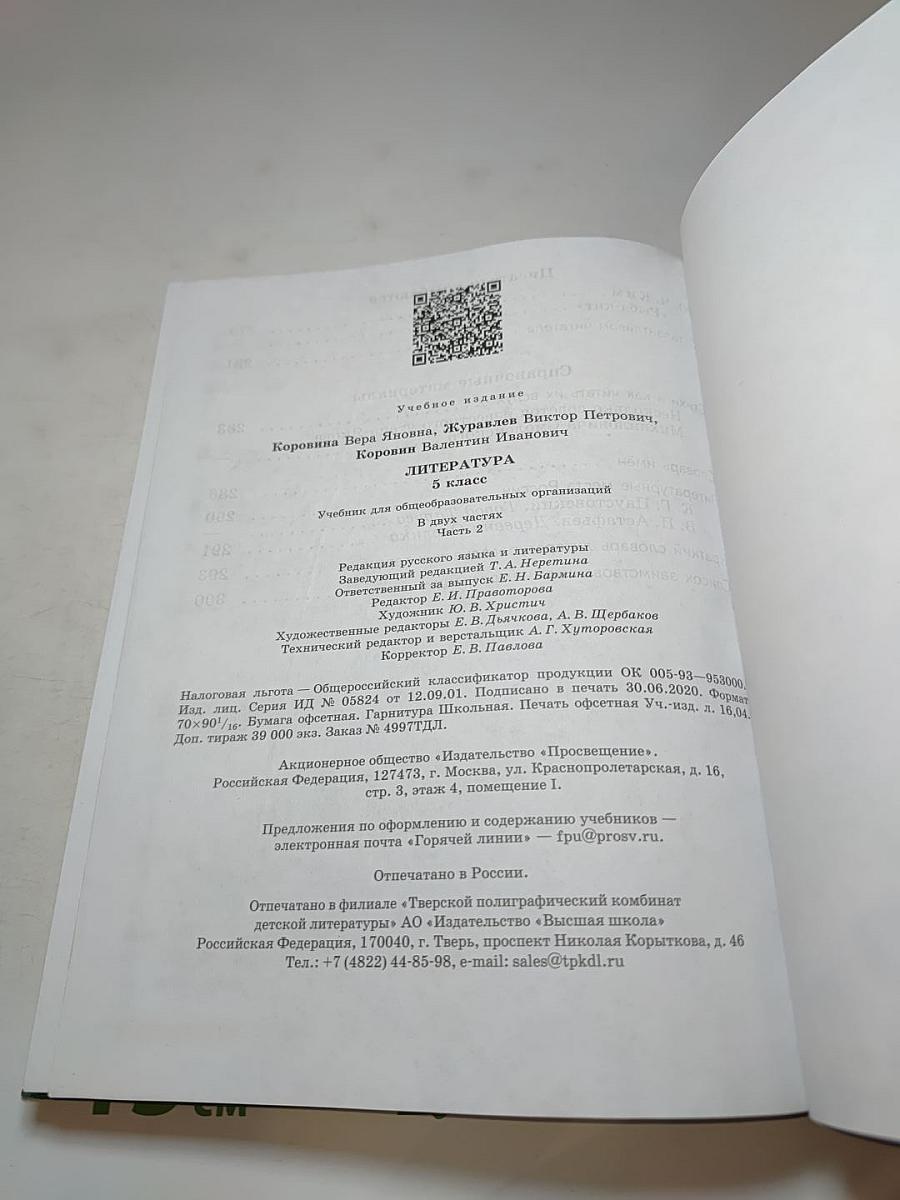 Учебное издание
Коровина Вера Яновна, Журавлев Виктор Петрович,
Коровин Валентин Иванович
ЛИТЕРАТУРА
5 класс
Учебник для общеобразовательных организаций
В двух частях
Часть 2
Редакция русского языка и литературы
Заведующий редакцией Т. А. Неретина
Ответственный за выпуск Е. Н. Бармина
Редактор Е. И. Правоторова
Художник Ю. В. Христич
Художественные редакторы Е. В. Дьячкова, А. В. Щербаков
Технический редактор и верстальщик А. Г. Хуторовская
Корректор Е. В. Павлова
Налоговая льгота — Общероссийский классификатор продукции ОК 005-93—953000.
Изд. лиц. Серия ИД № 05824 от 12.09.01. Подписано в печать 30.06.2020. Формат
70×90 1/16. Бумага офсетная. Гарнитура Школьная. Печать офсетная Уч.-изд. л. 16,04.
Доп. тираж 39 000 экз. Заказ № 4997ТДЛ.
Акционерное общество «Издательство «Просвещение».
Российская Федерация, 127473, г. Москва, ул. Краснопролетарская, д. 16,
стр. 3, этаж 4, помещение I.
Предложения по оформлению и содержанию учебников —
электронная почта «Горячей линии» — fpu@prosv.ru.
Отпечатано в России.
Отпечатано в филиале «Тверской полиграфический комбинат
детской литературы» АО «Издательство «Высшая школа»
Российская Федерация, 170040, г. Тверь, проспект Николая Корыткова, д. 46
Тел.: +7 (4822) 44-85-98, e-mail: sales@tpkdl.ru
см